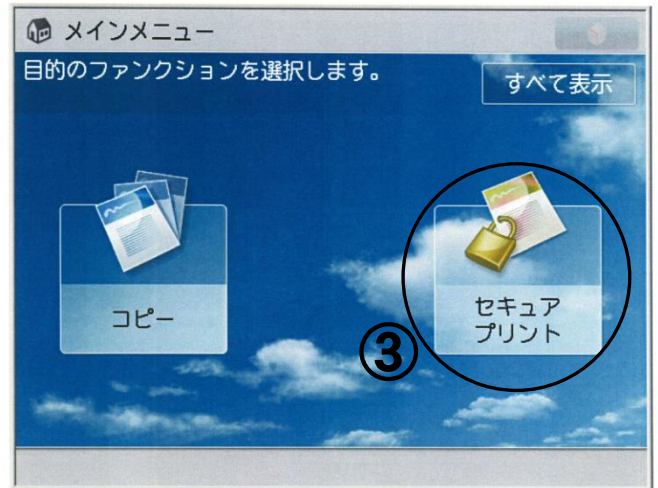 メインメニュー
目的のファンクションを選択します。
すべて表示
コピー
セキュア
プリント
③